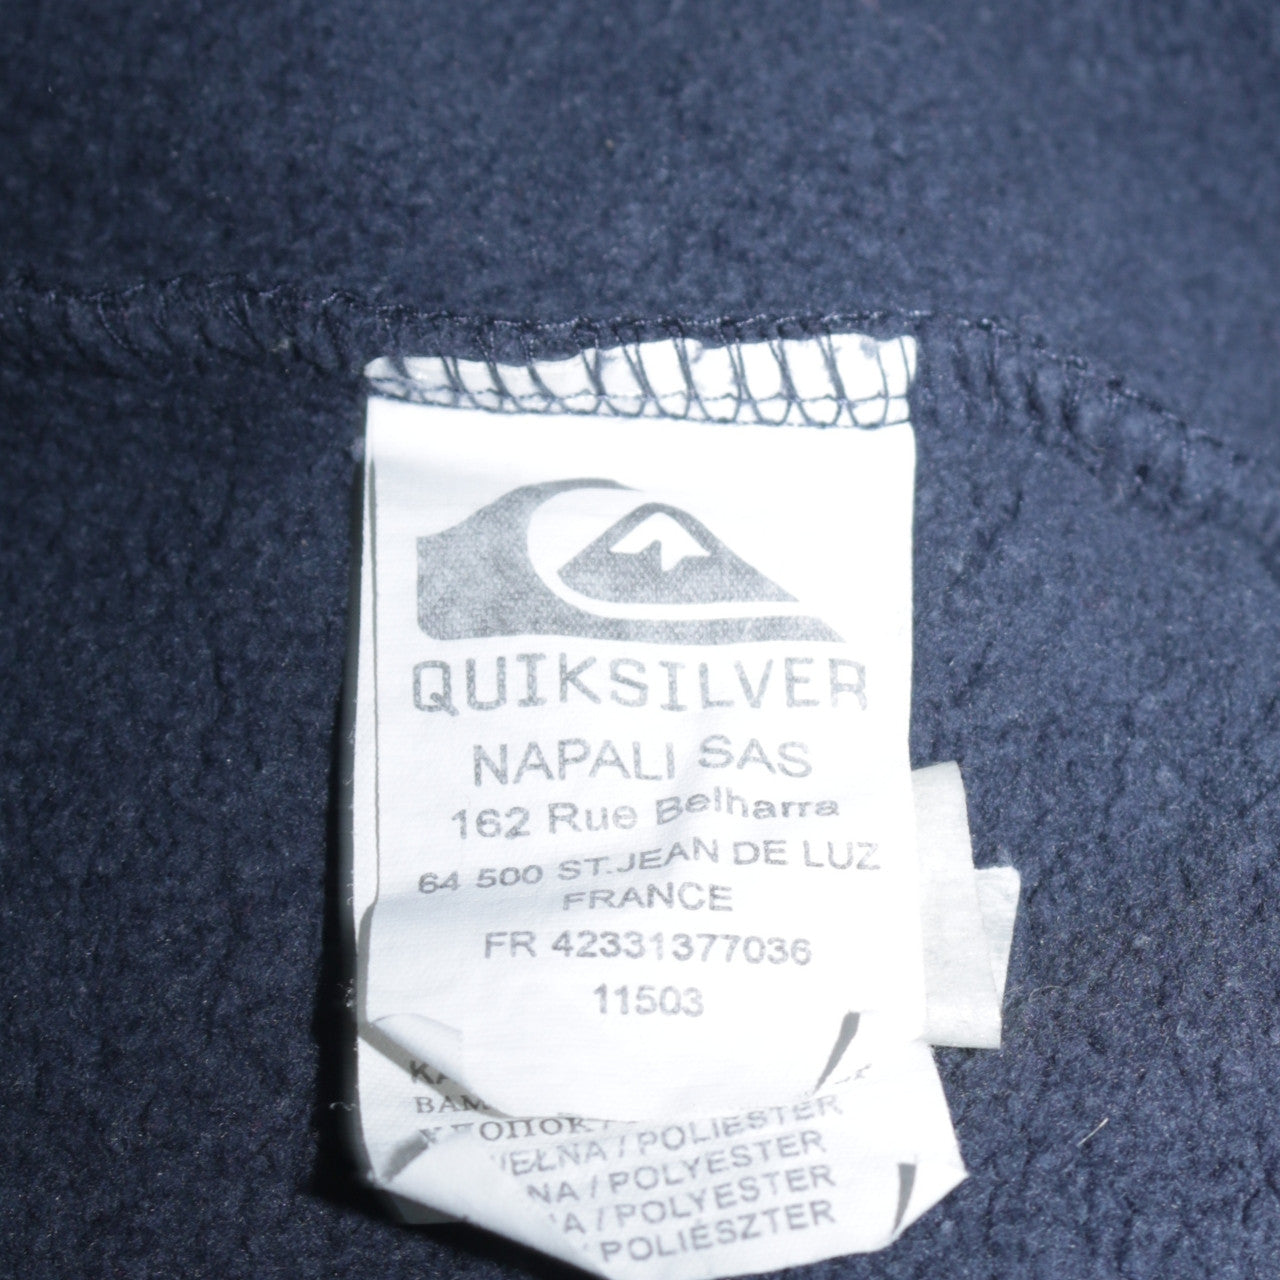 QUIKSILVER
NAPALI SAS
162 Rue Belharra
64 500 ST.JEAN DE LUZ
FRANCE
FR 42331377036
11503
/ POLIESTER
/ POLYESTER
/ POLYESTER
/ POLIÉSZTER